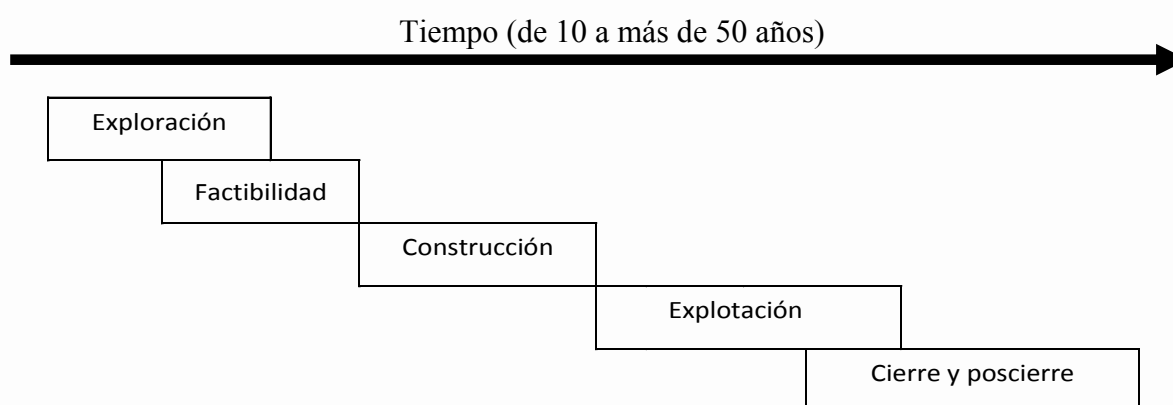 Tiempo (de 10 a más de 50 años)
Exploración
Factibilidad
Construcción
Explotación
Cierre y poscierre